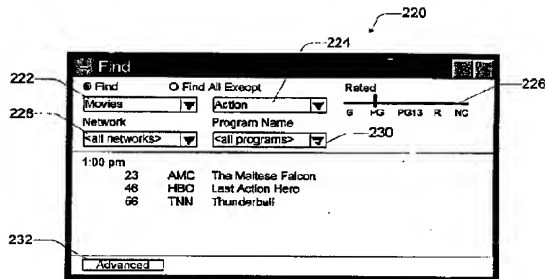 220
224
Find
222
Find
Find All Except
Rated
226
Movies
Action
G PG PG13 R NC
228
Network
Program Name
<all networks>
<all programs>
230
1:00 pm
23 AMC The Maltese Falcon
46 HBO Last Action Hero
56 TNN Thunderball
232
Advanced